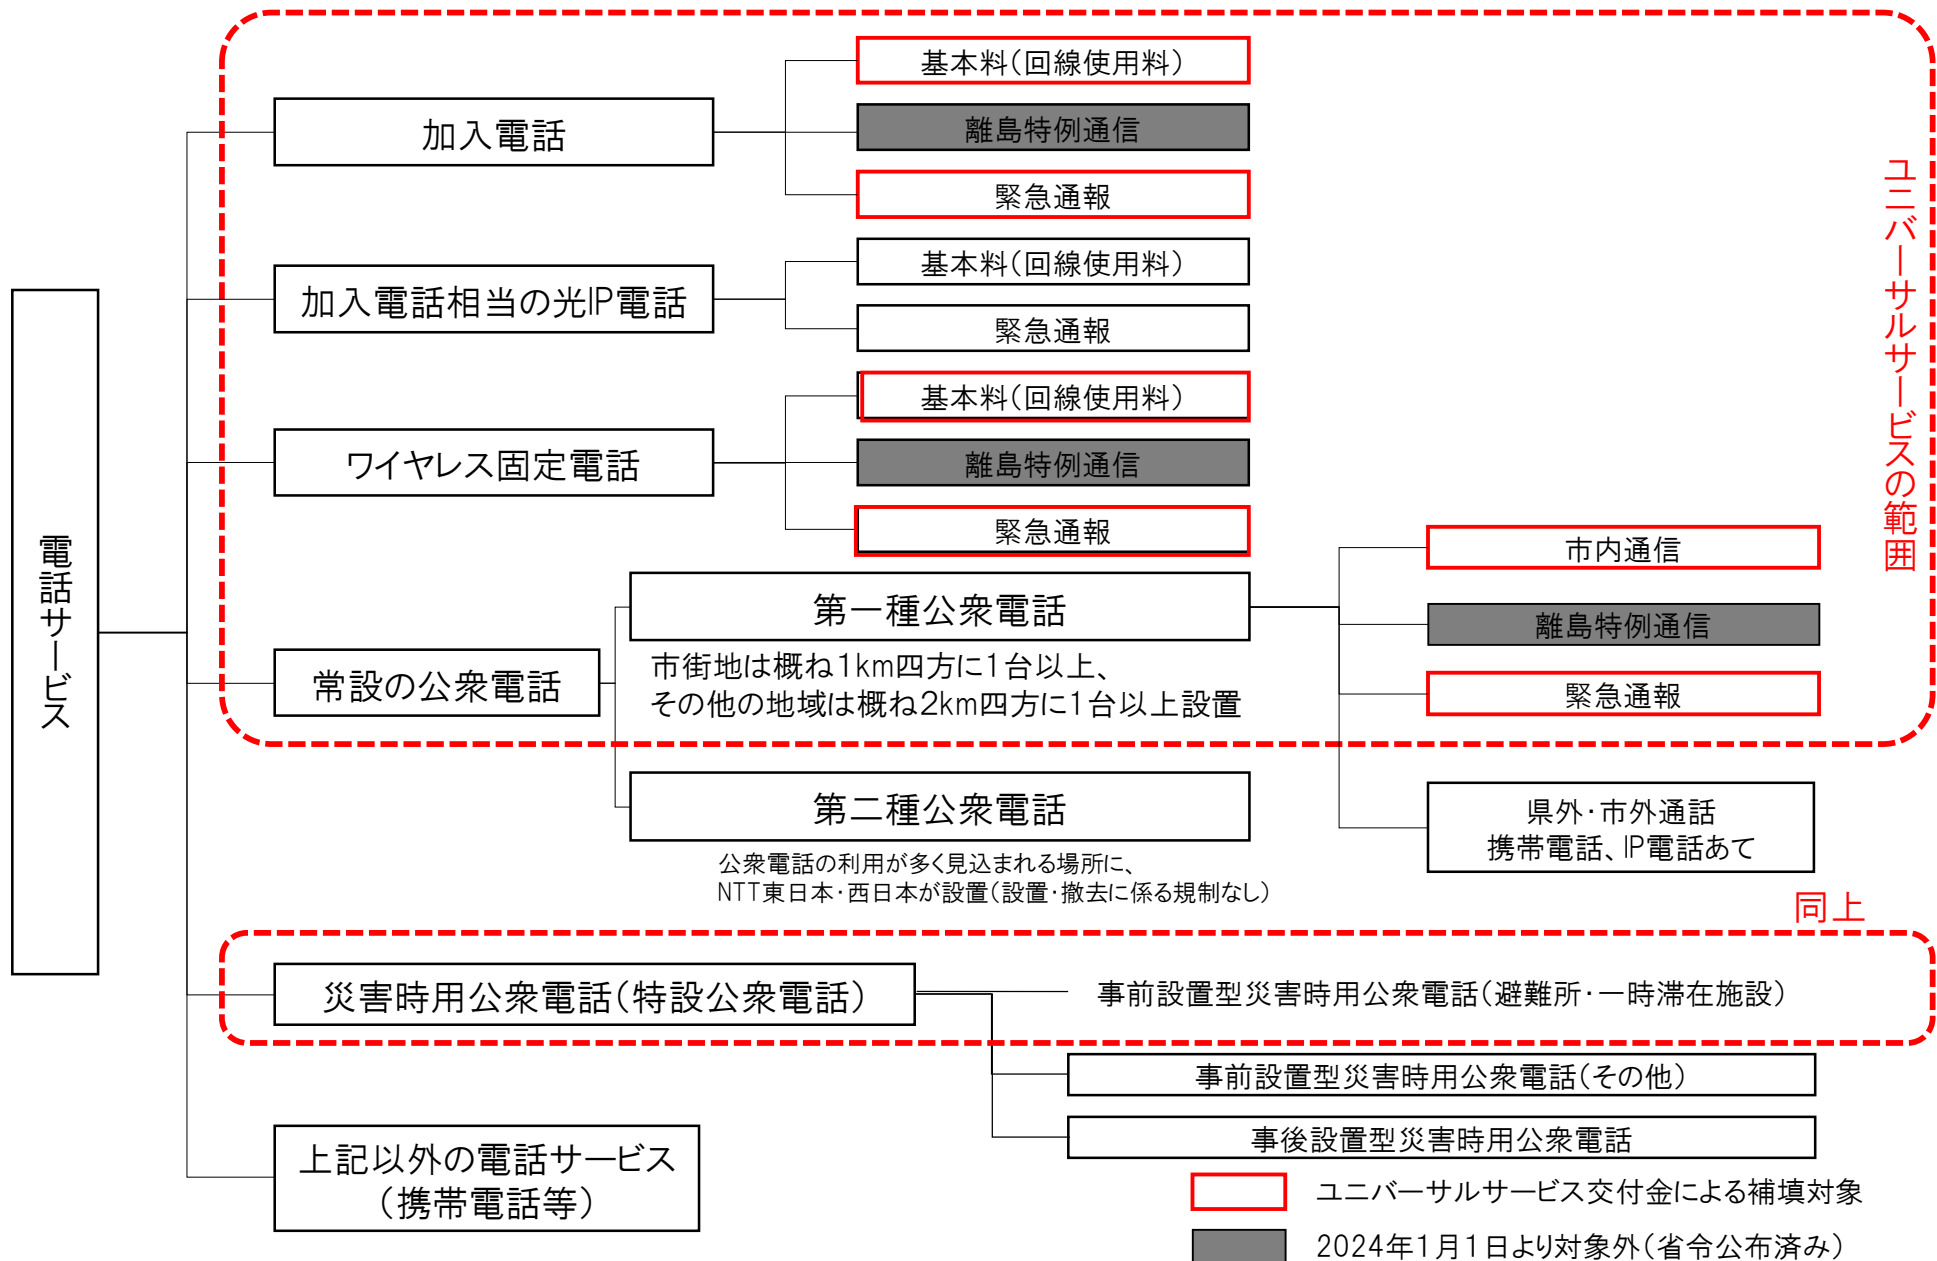 電話サービス
加入電話
基本料(回線使用料)
離島特例通信
緊急通報
加入電話相当の光IP電話
基本料(回線使用料)
緊急通報
ワイヤレス固定電話
基本料(回線使用料)
離島特例通信
緊急通報
常設の公衆電話
第一種公衆電話
市街地は概ね1km四方に1台以上、
その他の地域は概ね2km四方に1台以上設置
市内通信
離島特例通信
緊急通報
県外・市外通話
携帯電話、IP電話あて
第二種公衆電話
公衆電話の利用が多く見込まれる場所に、
NTT東日本・西日本が設置(設置・撤去に係る規制なし)
ユニバーサルサービスの範囲
同上
災害時用公衆電話(特設公衆電話)
事前設置型災害時用公衆電話(避難所・一時滞在施設)
事前設置型災害時用公衆電話(その他)
事後設置型災害時用公衆電話
上記以外の電話サービス
(携帯電話等)
ユニバーサルサービス交付金による補填対象
2024年1月1日より対象外(省令公布済み)